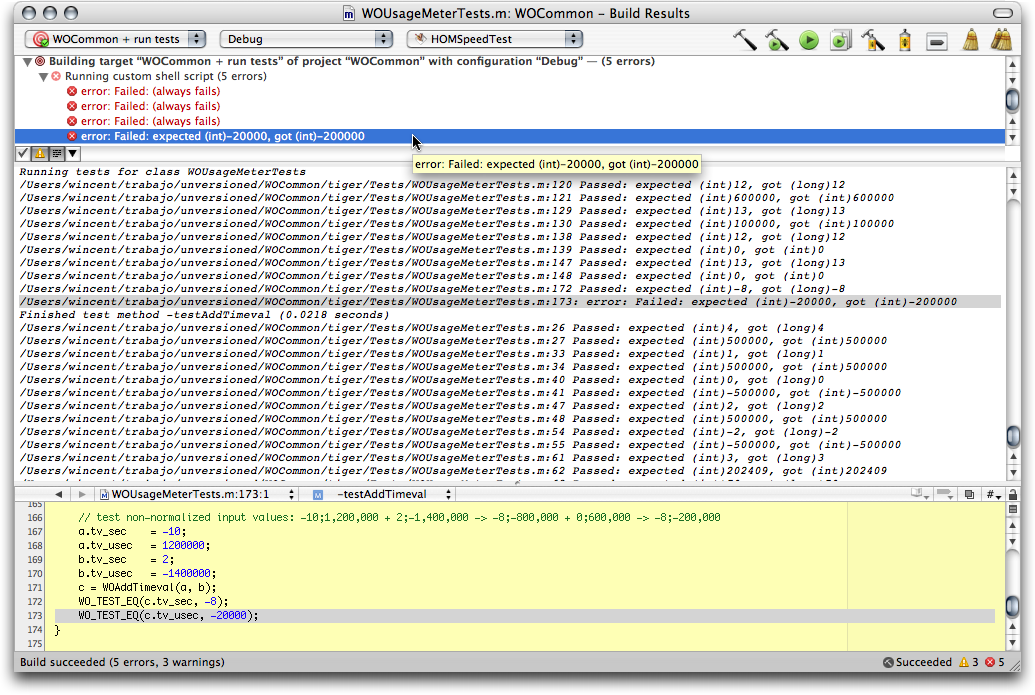 WOUsageMeterTests.m: WOCommon – Build Results
WOCommon + run tests
Debug
HOMSpeedTest
Building target “WOCommon + run tests” of project “WOCommon” with configuration “Debug” — (5 errors)
Running custom shell script (5 errors)
error: Failed: (always fails)
error: Failed: (always fails)
error: Failed: (always fails)
error: Failed: expected (int)-20000, got (int)-200000
error: Failed: expected (int)-20000, got (int)-200000
Running tests for class WOUsageMeterTests
/Users/wincent/trabajo/unversioned/WOCommon/tiger/Tests/WOUsageMeterTests.m:120 Passed: expected (int)12, got (long)12
/Users/wincent/trabajo/unversioned/WOCommon/tiger/Tests/WOUsageMeterTests.m:121 Passed: expected (int)600000, got (int)600000
/Users/wincent/trabajo/unversioned/WOCommon/tiger/Tests/WOUsageMeterTests.m:129 Passed: expected (int)13, got (long)13
/Users/wincent/trabajo/unversioned/WOCommon/tiger/Tests/WOUsageMeterTests.m:130 Passed: expected (int)100000, got (int)100000
/Users/wincent/trabajo/unversioned/WOCommon/tiger/Tests/WOUsageMeterTests.m:138 Passed: expected (int)12, got (long)12
/Users/wincent/trabajo/unversioned/WOCommon/tiger/Tests/WOUsageMeterTests.m:139 Passed: expected (int)0, got (int)0
/Users/wincent/trabajo/unversioned/WOCommon/tiger/Tests/WOUsageMeterTests.m:147 Passed: expected (int)13, got (long)13
/Users/wincent/trabajo/unversioned/WOCommon/tiger/Tests/WOUsageMeterTests.m:148 Passed: expected (int)0, got (int)0
/Users/wincent/trabajo/unversioned/WOCommon/tiger/Tests/WOUsageMeterTests.m:172 Passed: expected (int)-8, got (long)-8
/Users/wincent/trabajo/unversioned/WOCommon/tiger/Tests/WOUsageMeterTests.m:173: error: Failed: expected (int)-20000, got (int)-200000
Finished test method -testAddTimeval (0.0218 seconds)
/Users/wincent/trabajo/unversioned/WOCommon/tiger/Tests/WOUsageMeterTests.m:26 Passed: expected (int)4, got (long)4
/Users/wincent/trabajo/unversioned/WOCommon/tiger/Tests/WOUsageMeterTests.m:27 Passed: expected (int)500000, got (int)500000
/Users/wincent/trabajo/unversioned/WOCommon/tiger/Tests/WOUsageMeterTests.m:33 Passed: expected (int)1, got (long)1
/Users/wincent/trabajo/unversioned/WOCommon/tiger/Tests/WOUsageMeterTests.m:34 Passed: expected (int)500000, got (int)500000
/Users/wincent/trabajo/unversioned/WOCommon/tiger/Tests/WOUsageMeterTests.m:40 Passed: expected (int)0, got (long)0
/Users/wincent/trabajo/unversioned/WOCommon/tiger/Tests/WOUsageMeterTests.m:41 Passed: expected (int)-500000, got (int)-500000
/Users/wincent/trabajo/unversioned/WOCommon/tiger/Tests/WOUsageMeterTests.m:47 Passed: expected (int)2, got (long)2
/Users/wincent/trabajo/unversioned/WOCommon/tiger/Tests/WOUsageMeterTests.m:48 Passed: expected (int)500000, got (int)500000
/Users/wincent/trabajo/unversioned/WOCommon/tiger/Tests/WOUsageMeterTests.m:54 Passed: expected (int)-2, got (long)-2
/Users/wincent/trabajo/unversioned/WOCommon/tiger/Tests/WOUsageMeterTests.m:55 Passed: expected (int)-500000, got (int)-500000
/Users/wincent/trabajo/unversioned/WOCommon/tiger/Tests/WOUsageMeterTests.m:61 Passed: expected (int)3, got (long)3
/Users/wincent/trabajo/unversioned/WOCommon/tiger/Tests/WOUsageMeterTests.m:62 Passed: expected (int)202409, got (int)202409
WOUsageMeterTests.m:173:1
M -testAddTimeval
#
165
166 // test non-normalized input values: -10;1,200,000 + 2;-1,400,000 -> -8;-800,000 + 0;600,000 -> -8;-200,000
167 a.tv_sec = -10;
168 a.tv_usec = 1200000;
169 b.tv_sec = 2;
170 b.tv_usec = -1400000;
171 c = WOAddTimeval(a, b);
172 WO_TEST_EQ(c.tv_sec, -8);
173 WO_TEST_EQ(c.tv_usec, -20000);
174 }
175
Build succeeded (5 errors, 3 warnings)
Succeeded 3 5